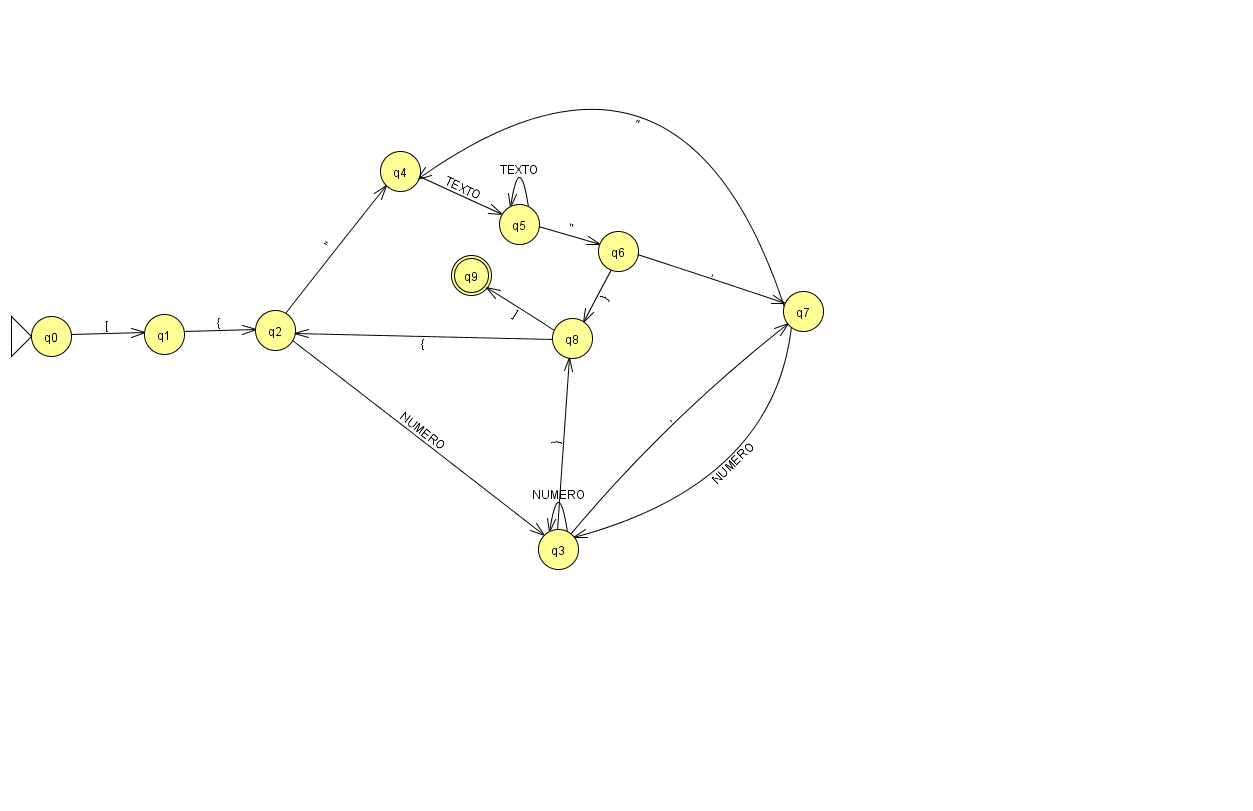 "
q4
TEXTO
TEXTO
q5
"
q6
"
q9
}
q7
q0
[
q1
{
q2
]
q8
{
NUMERO
}
NUMERO
NUMERO
q3